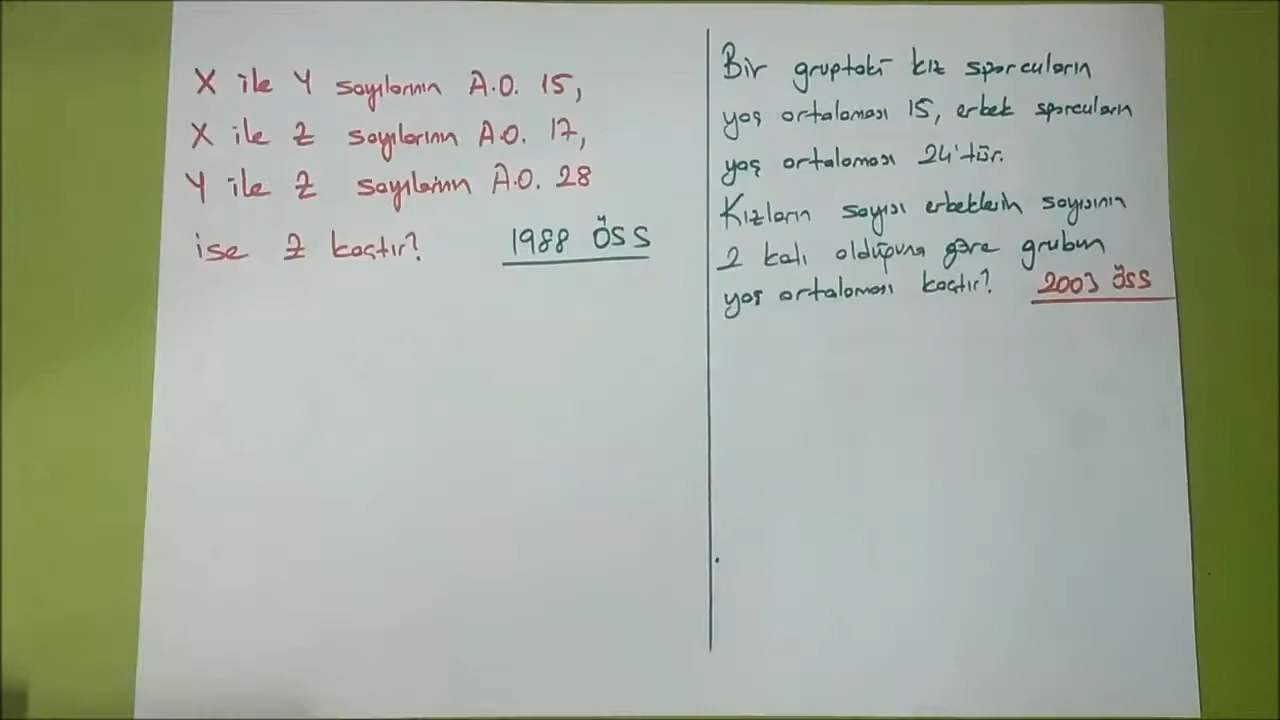 X ile Y sayılarının A.O. 15,
X ile Z sayılarının A.O. 17,
Y ile Z sayılarının A.O. 28
ise Z kaçtır? 1988 ÖSS
Bir gruptaki kız sporcuların
yaş ortalaması 15, erkek sporcuların
yaş ortalaması 24'tür.
Kızların sayısı erkeklerin sayısının
2 katı olduğuna göre grubun
yaş ortalaması kaçtır? 2003 ÖSS